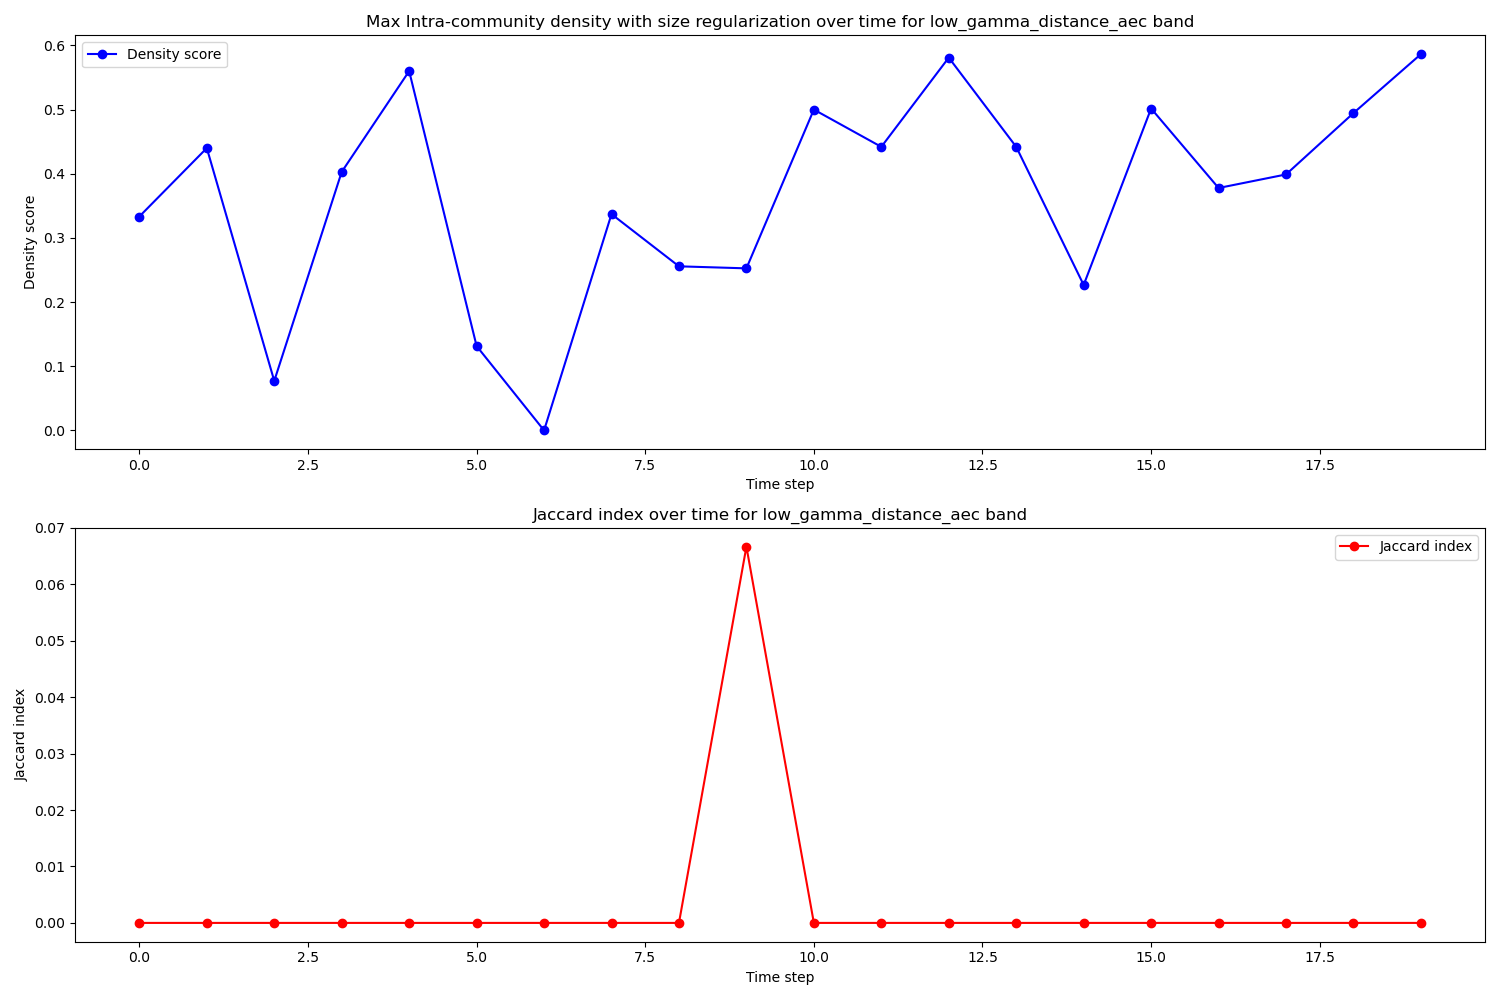 Max Intra-community density with size regularization over time for low_gamma_distance_aec band
Density score
0.6
0.5
0.4
0.3
0.2
0.1
0.0
Density score
0.0 2.5 5.0 7.5 10.0 12.5 15.0 17.5
Time step
Jaccard index over time for low_gamma_distance_aec band
Jaccard index
0.07
0.06
0.05
0.04
0.03
0.02
0.01
0.00
Jaccard index
0.0 2.5 5.0 7.5 10.0 12.5 15.0 17.5
Time step